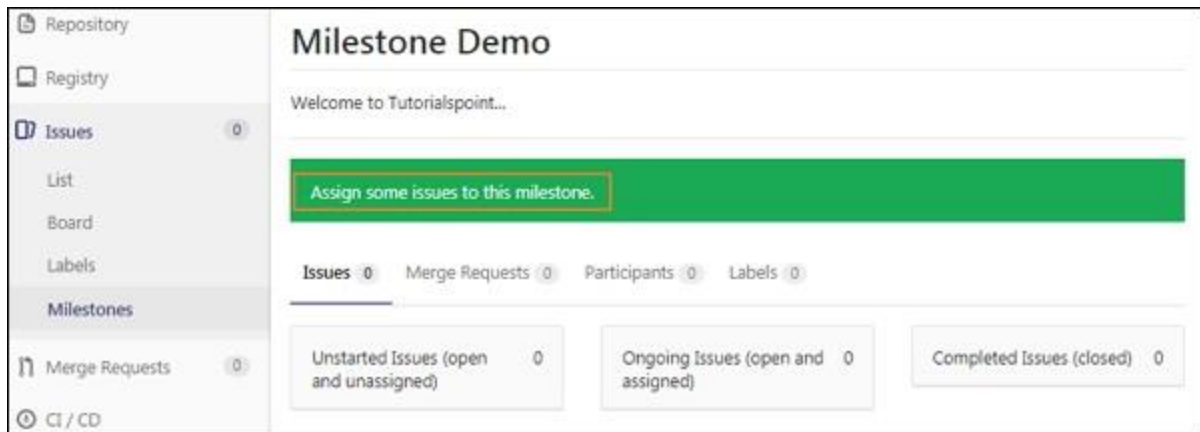 Repository
Registry
Issues 0
List
Board
Labels
Milestones
Merge Requests 0
CI / CD
Milestone Demo
Welcome to Tutorialspoint...
Assign some issues to this milestone.
Issues 0 Merge Requests 0 Participants 0 Labels 0
Unstarted Issues (open 0
and unassigned)
Ongoing Issues (open and 0
assigned)
Completed Issues (closed) 0